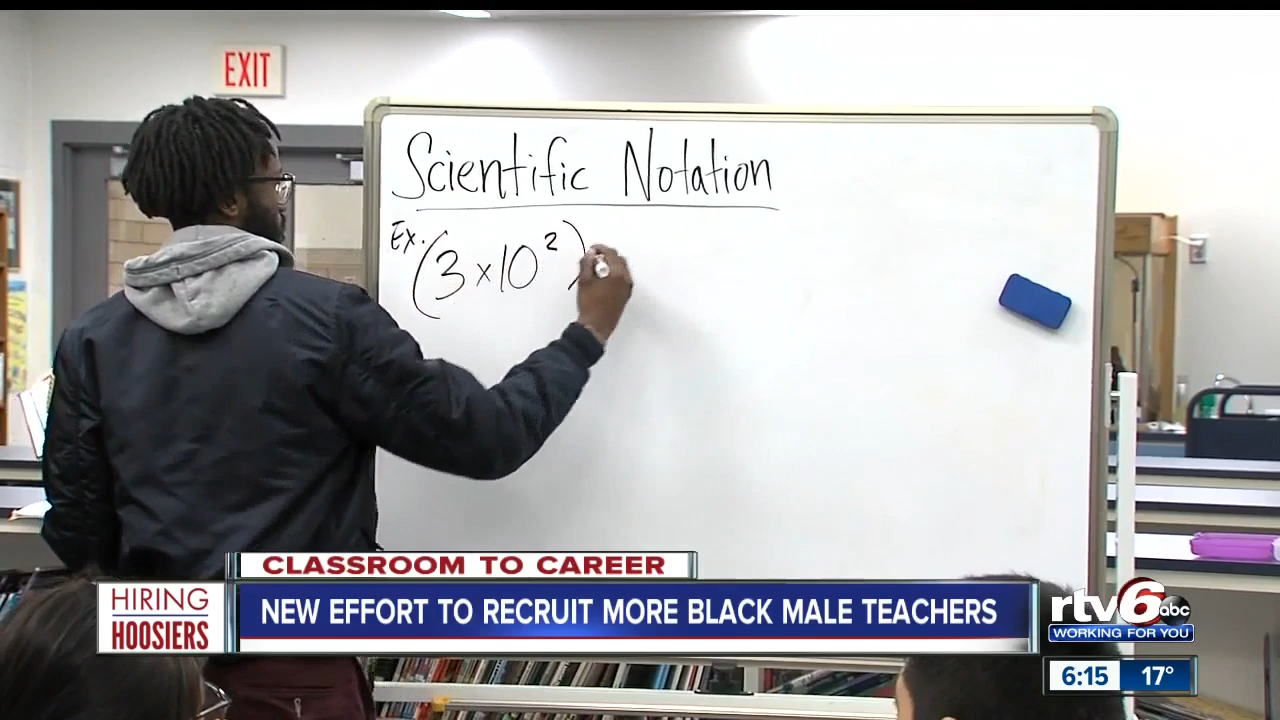 EXIT
Scientific Notation
Ex. (3×10²)
CLASSROOM TO CAREER
HIRING HOOSIERS
NEW EFFORT TO RECRUIT MORE BLACK MALE TEACHERS
rtv6 abc
WORKING FOR YOU
6:15 17°